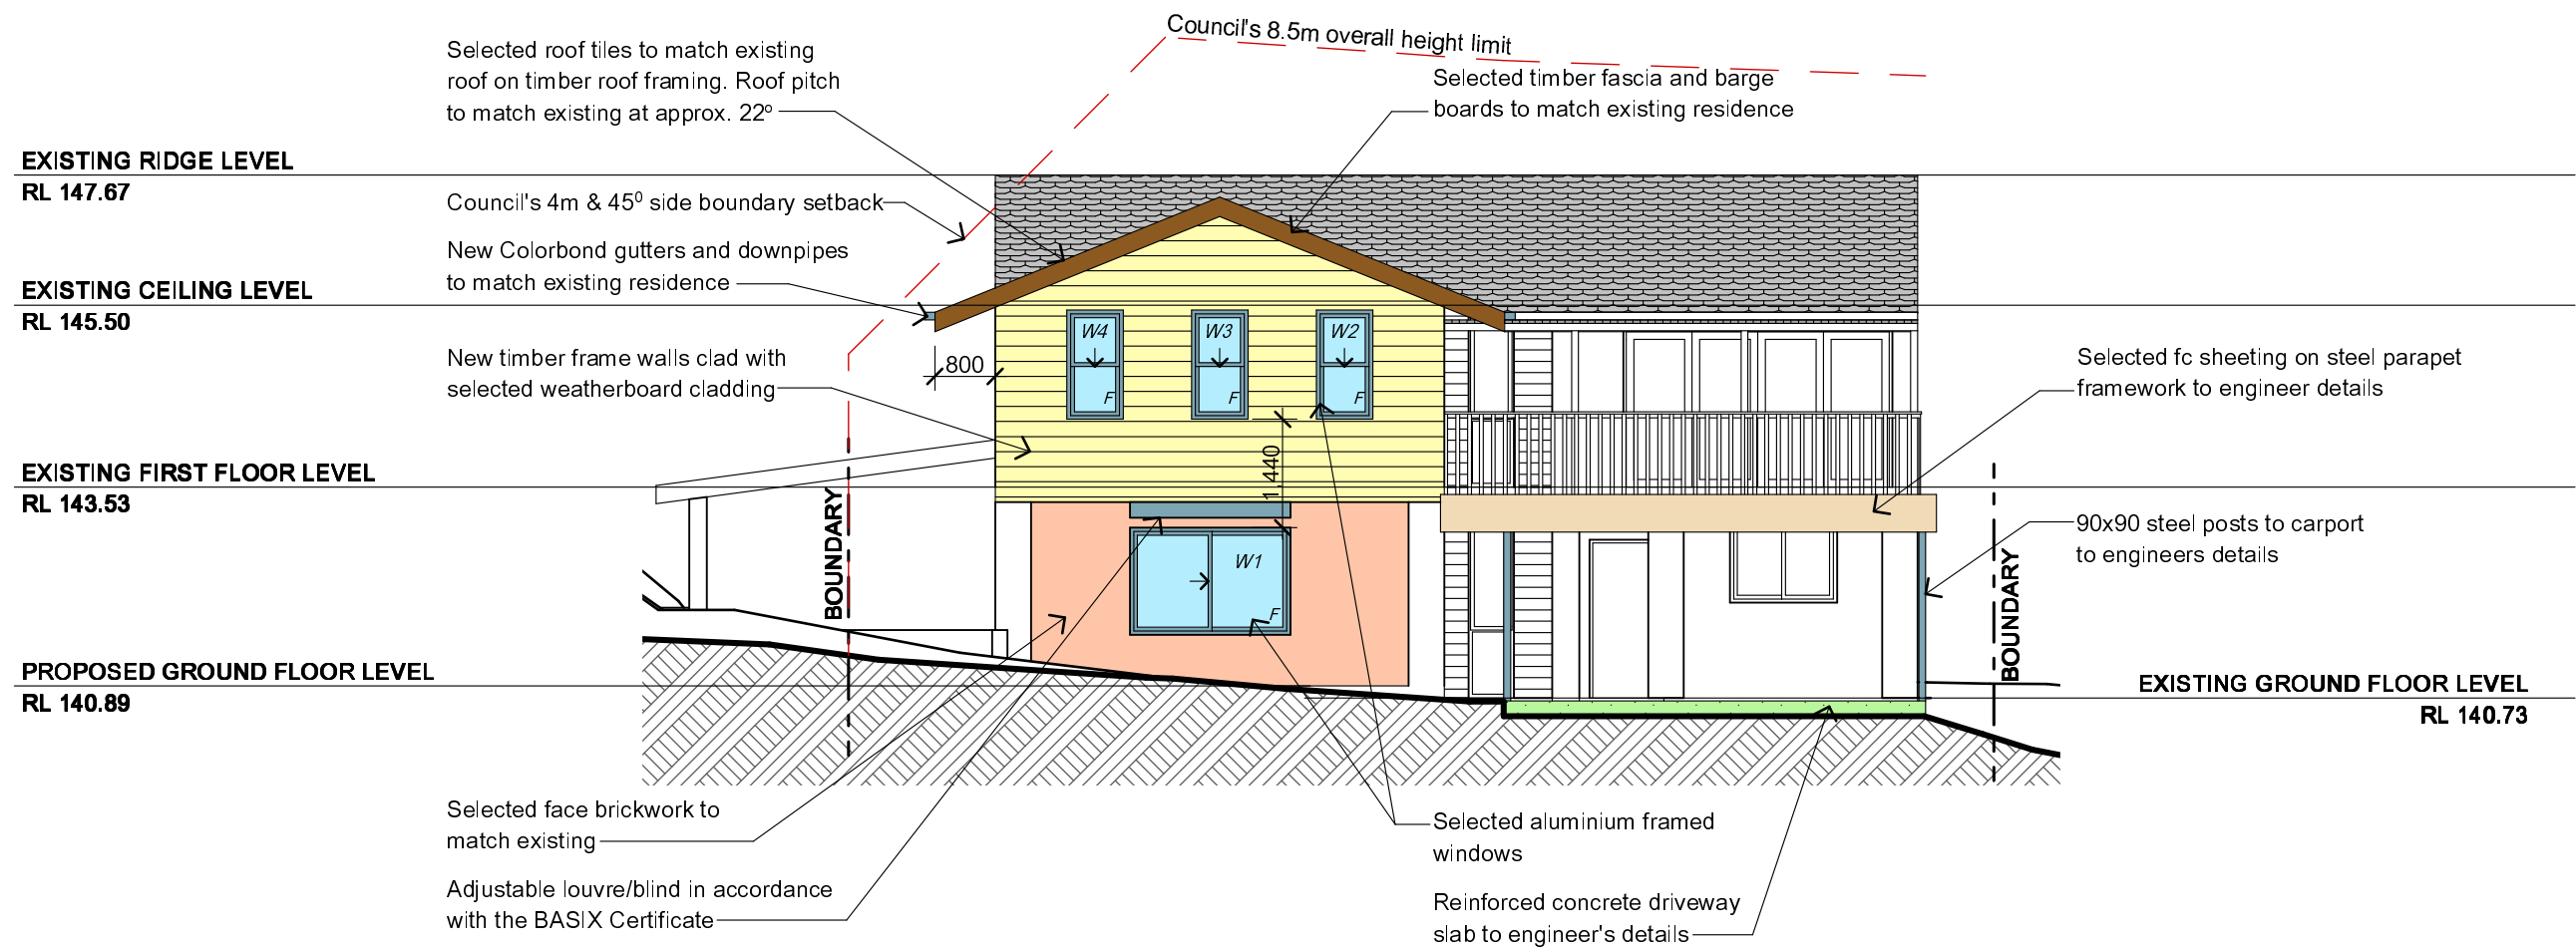 Council's 8.5m overall height limit
Selected roof tiles to match existing
roof on timber roof framing. Roof pitch
to match existing at approx. 22º
Selected timber fascia and barge
boards to match existing residence
EXISTING RIDGE LEVEL
RL 147.67
Council's 4m & 45⁰ side boundary setback
New Colorbond gutters and downpipes
to match existing residence
EXISTING CEILING LEVEL
RL 145.50
W4
W3
W2
New timber frame walls clad with
selected weatherboard cladding
800
F
F
F
Selected fc sheeting on steel parapet
framework to engineer details
EXISTING FIRST FLOOR LEVEL
RL 143.53
1,440
BOUNDARY
W1
F
90x90 steel posts to carport
to engineers details
BOUNDARY
PROPOSED GROUND FLOOR LEVEL
RL 140.89
EXISTING GROUND FLOOR LEVEL
RL 140.73
Selected face brickwork to
match existing
Selected aluminium framed
windows
Adjustable louvre/blind in accordance
with the BASIX Certificate
Reinforced concrete driveway
slab to engineer's details